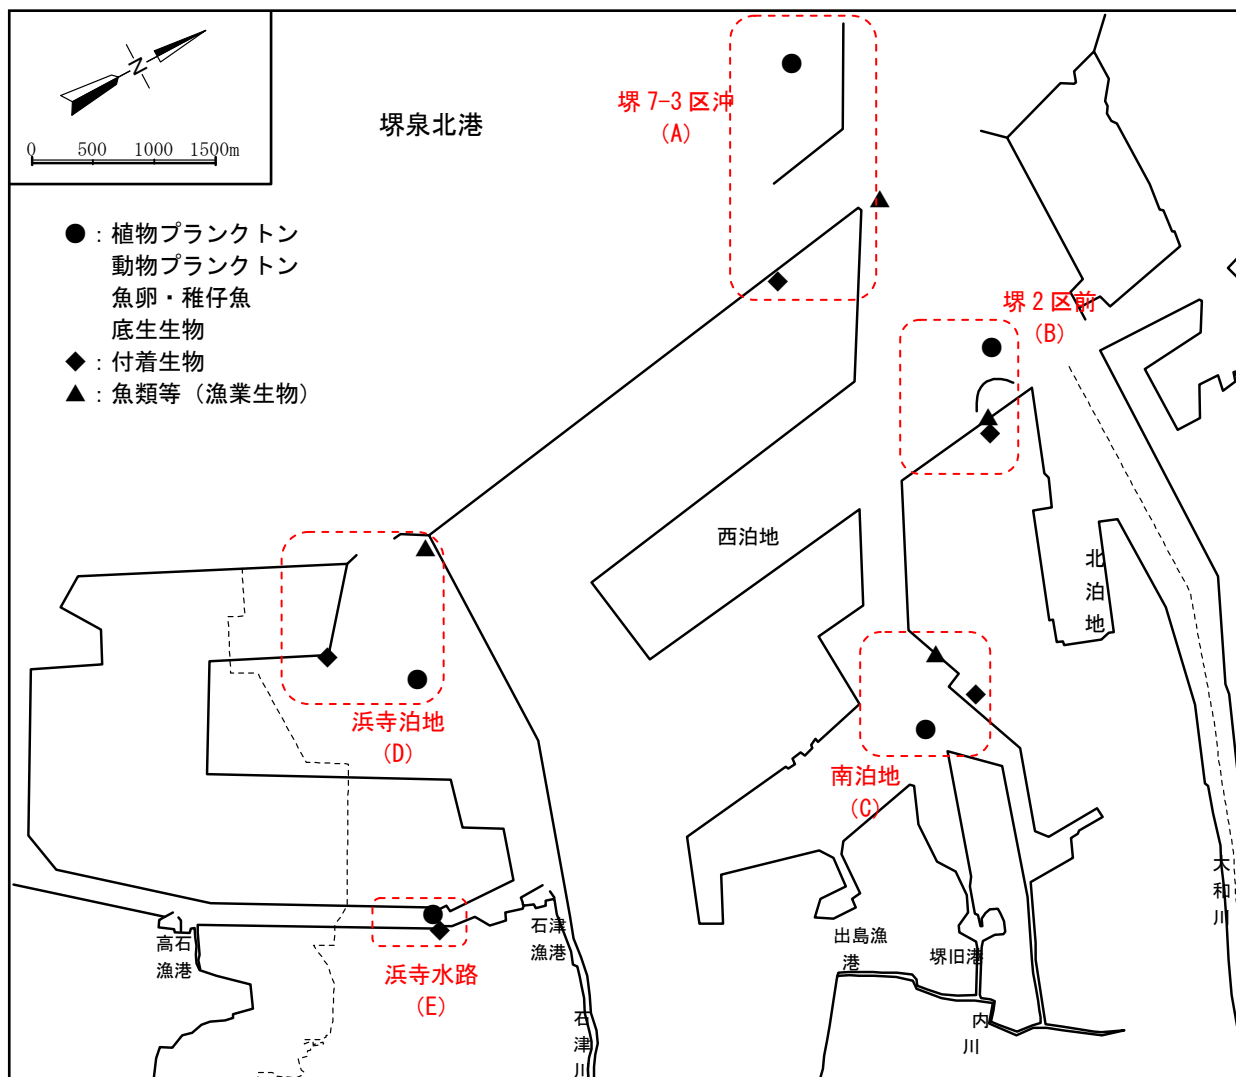 N
0 500 1000 1500m
堺泉北港
堺 7-3 区沖
(A)
●：植物プランクトン
動物プランクトン
魚卵・稚仔魚
底生生物
◆：付着生物
▲：魚類等（漁業生物）
堺 2 区前
(B)
西泊地
北泊地
浜寺泊地
(D)
南泊地
(C)
大和川
高石
漁港
石津
漁港
出島漁
港
堺旧港
浜寺水路
(E)
石津川
内川